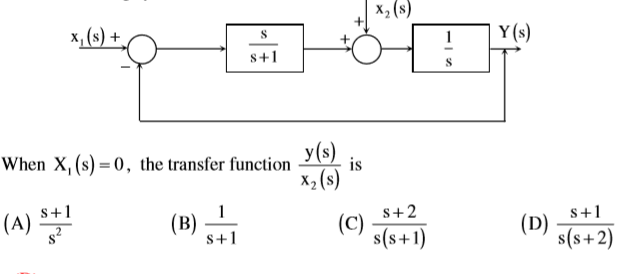 x₂(s)
x₁(s) +
+
+
−
s/(s+1)
1/s
Y(s)
When X₁(s) = 0, the transfer function y(s)/x₂(s) is
(A) (s+1)/s² (B) 1/(s+1) (C) (s+2)/(s(s+1)) (D) (s+1)/(s(s+2))